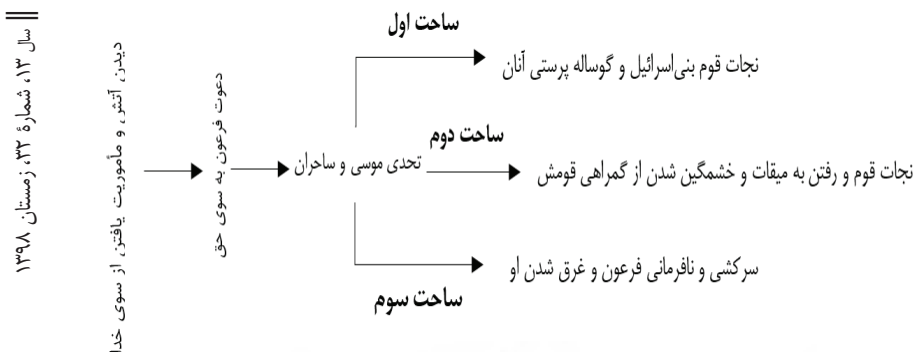 سال ۱۳، شمارهٔ ۳۲، زمستان ۱۳۹۸
دیدن آتش و مأموریت یافتن از سوی خدا
دعوت فرعون به سوی حق
تحدی موسی و ساحران
ساحت اول
نجات قوم بنی‌اسرائیل و گوساله پرستی آنان
ساحت دوم
نجات قوم و رفتن به میقات و خشمگین شدن از گمراهی قومش
سرکشی و نافرمانی فرعون و غرق شدن او
ساحت سوم